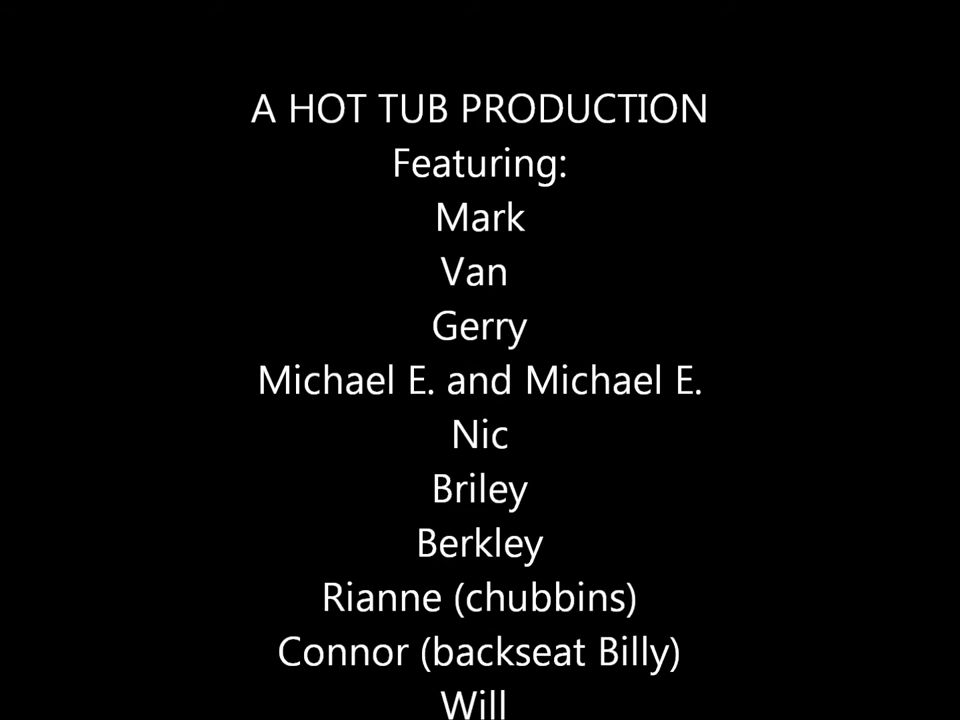 A HOT TUB PRODUCTION
Featuring:
Mark
Van
Gerry
Michael E. and Michael E.
Nic
Briley
Berkley
Rianne (chubbins)
Connor (backseat Billy)
Will